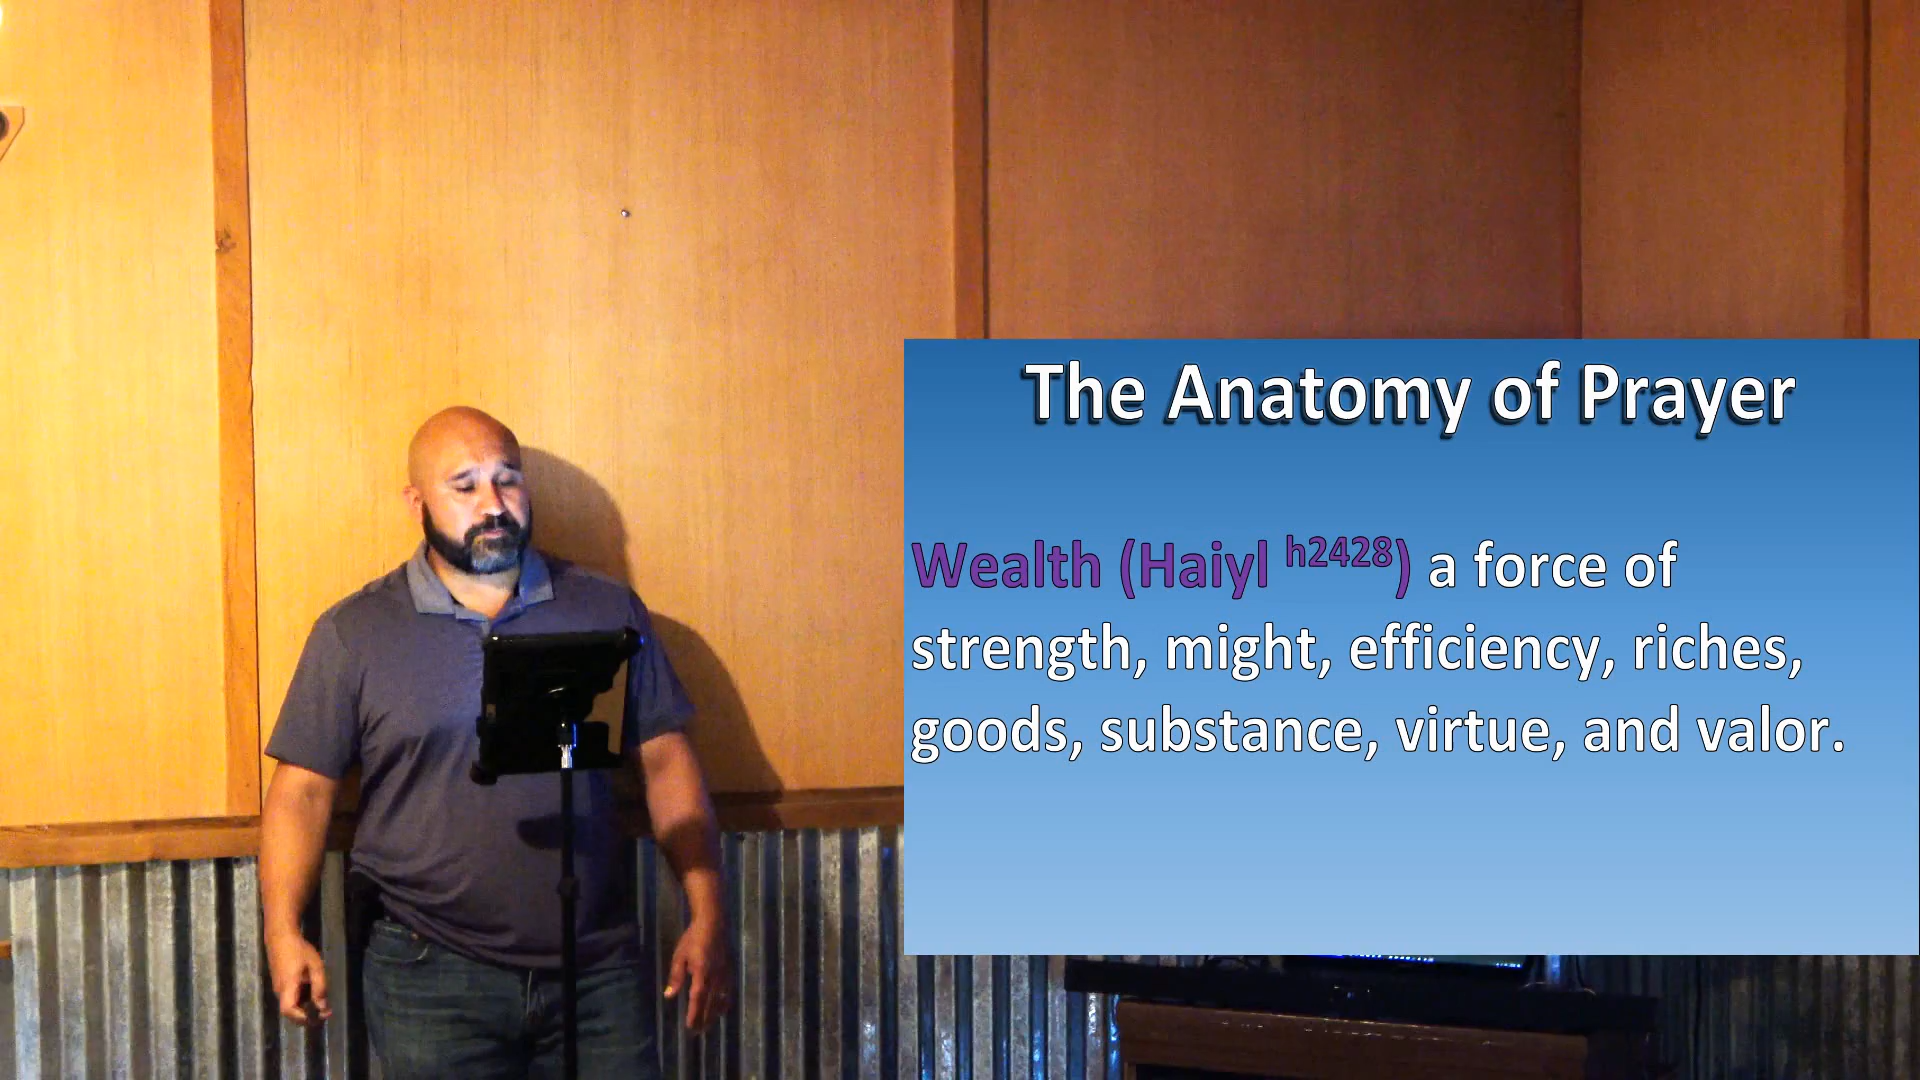 The Anatomy of Prayer
Wealth (Haiyl h2428) a force of
strength, might, efficiency, riches,
goods, substance, virtue, and valor.